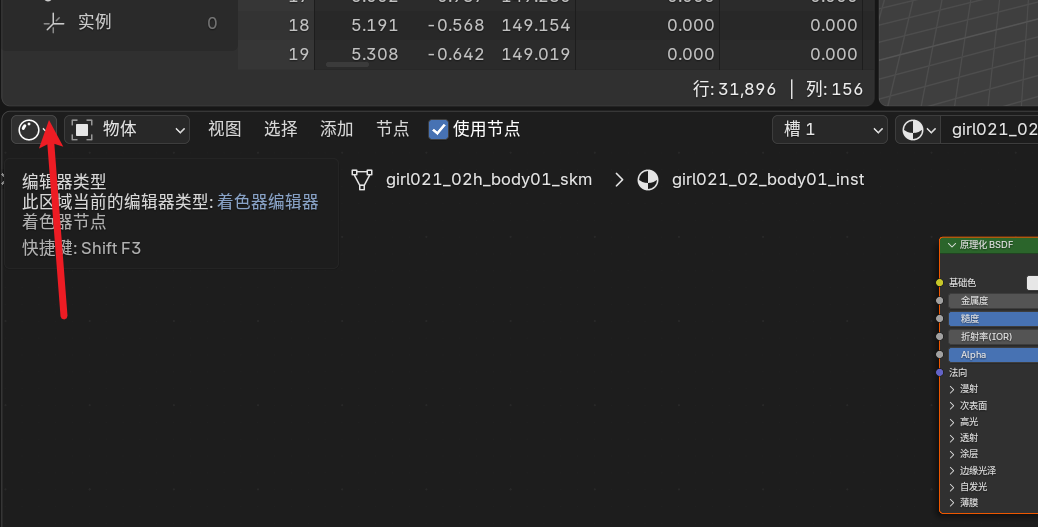 实例 0
18 5.191 -0.568 149.154 0.000 0.000
19 5.308 -0.642 149.019 0.000 0.000
行: 31,896 | 列: 156
物体 视图 选择 添加 节点 使用节点 槽 1 girl021_02
编辑器类型
此区域当前的编辑器类型: 着色器编辑器
着色器节点
快捷键: Shift F3
girl021_02h_body01_skm > girl021_02_body01_inst
原理化 BSDF
基础色
金属度
糙度
折射率(IOR)
Alpha
法向
漫射
次表面
高光
透射
涂层
边缘光泽
自发光
薄膜